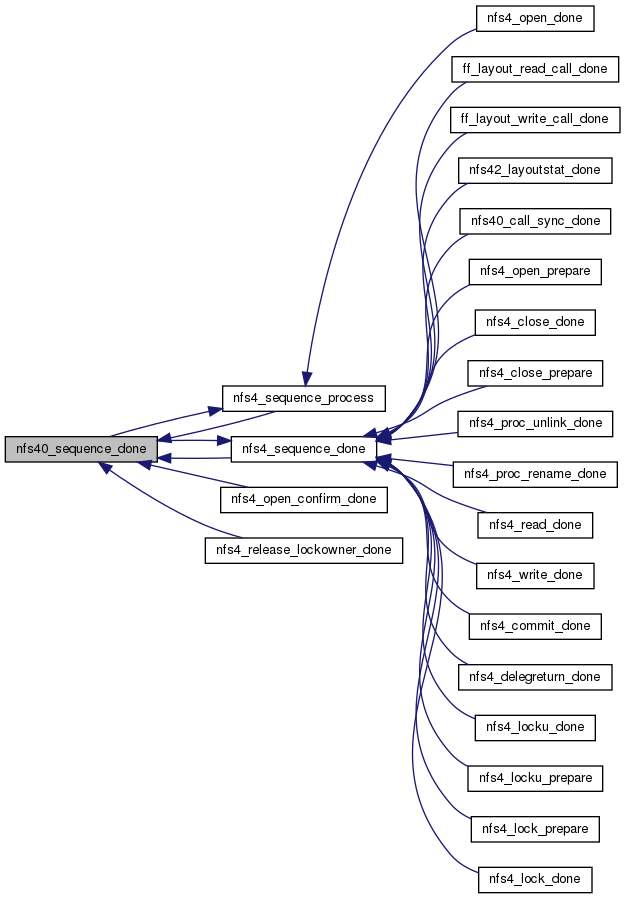 nfs4_open_done
ff_layout_read_call_done
ff_layout_write_call_done
nfs42_layoutstat_done
nfs40_call_sync_done
nfs4_open_prepare
nfs4_close_done
nfs4_close_prepare
nfs4_sequence_process
nfs4_proc_unlink_done
nfs40_sequence_done
nfs4_sequence_done
nfs4_proc_rename_done
nfs4_open_confirm_done
nfs4_read_done
nfs4_release_lockowner_done
nfs4_write_done
nfs4_commit_done
nfs4_delegreturn_done
nfs4_locku_done
nfs4_locku_prepare
nfs4_lock_prepare
nfs4_lock_done